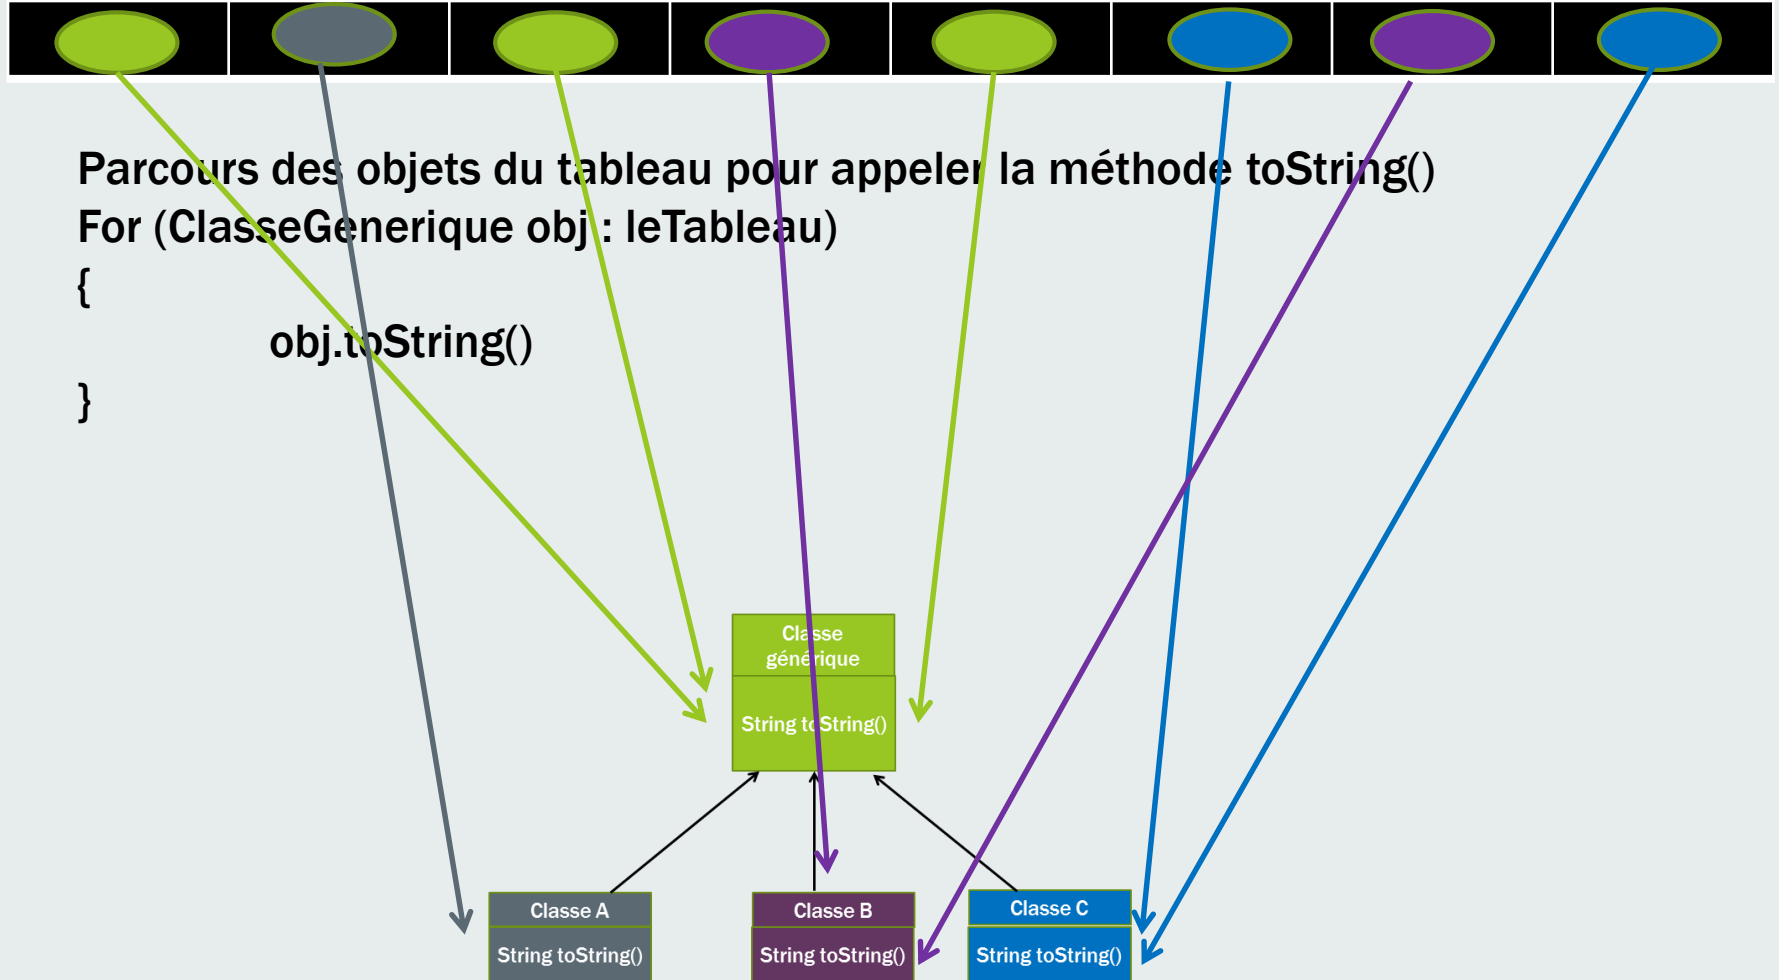 Parcours des objets du tableau pour appeler la méthode toString()
For (ClasseGenerique obj : leTableau)
{
obj.toString()
}
Classe
générique
String toString()
Classe A
String toString()
Classe B
String toString()
Classe C
String toString()